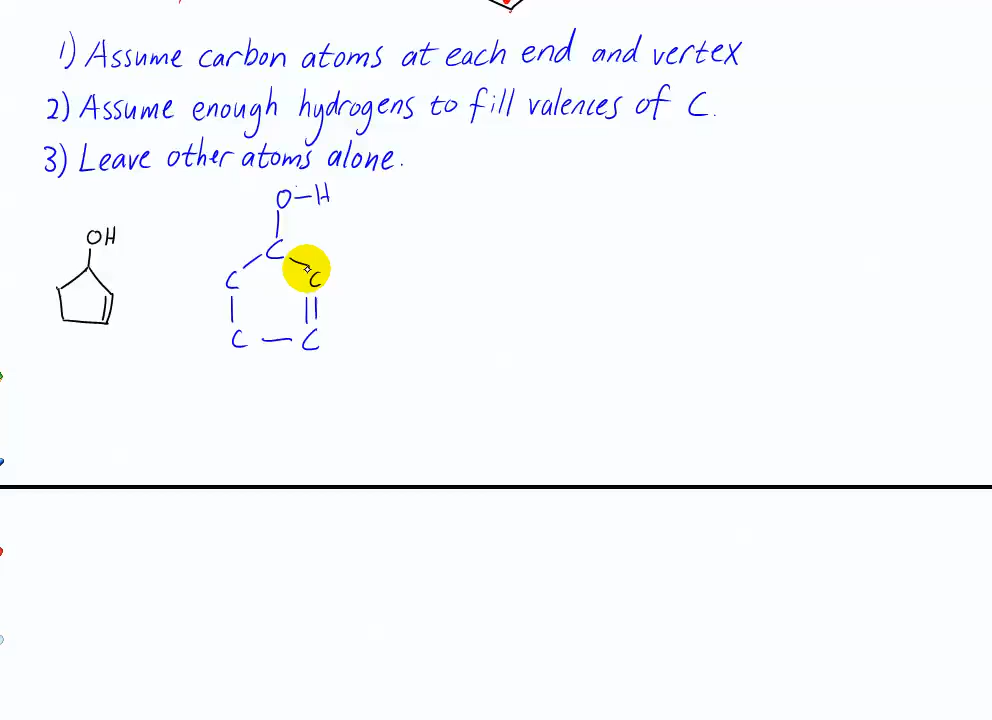 1) Assume carbon atoms at each end and vertex
2) Assume enough hydrogens to fill valences of C.
3) Leave other atoms alone.
O-H
OH
C
C C
C - C